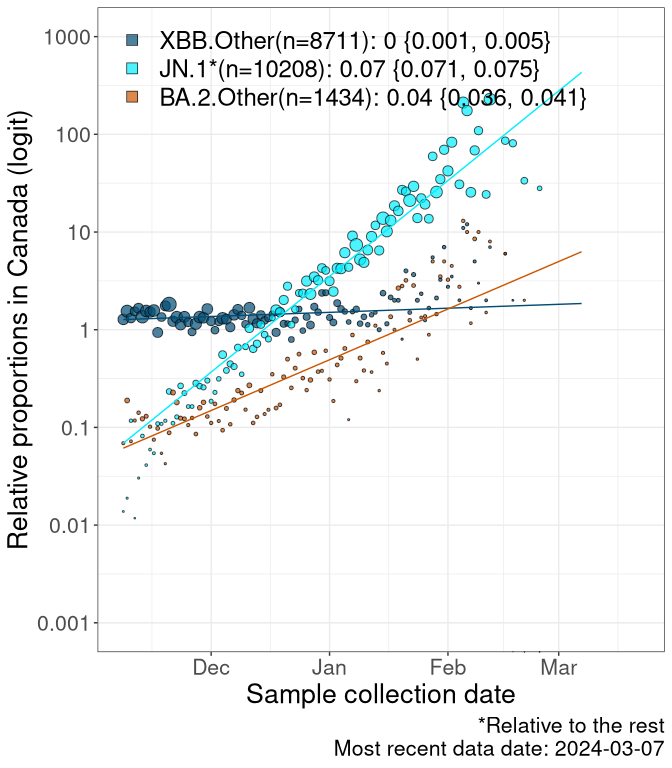 XBB.Other(n=8711): 0 {0.001, 0.005}
JN.1*(n=10208): 0.07 {0.071, 0.075}
BA.2.Other(n=1434): 0.04 {0.036, 0.041}
Relative proportions in Canada (logit)
1000
100
10
1
0.1
0.01
0.001
Dec Jan Feb Mar
Sample collection date
*Relative to the rest
Most recent data date: 2024-03-07